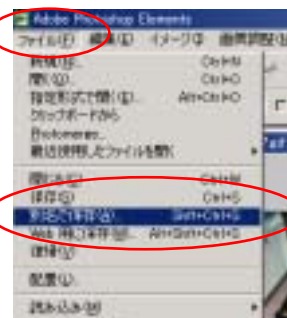 Adobe Photoshop Elements
ファイル(F) 編集(E) イメージ(I) 画質調整(
新規(N)... Ctrl+N
開く(O)... Ctrl+O
指定形式で開く(E)... Alt+Ctrl+O
クリップボードから
Photomerge...
最近使用したファイルを開く
閉じる(C) Ctrl+W
保存(S) Ctrl+S
別名で保存(A)... Shift+Ctrl+S
Web 用に保存(W)... Alt+Shift+Ctrl+S
復帰(V)
配置(L)...
読み込み(M)